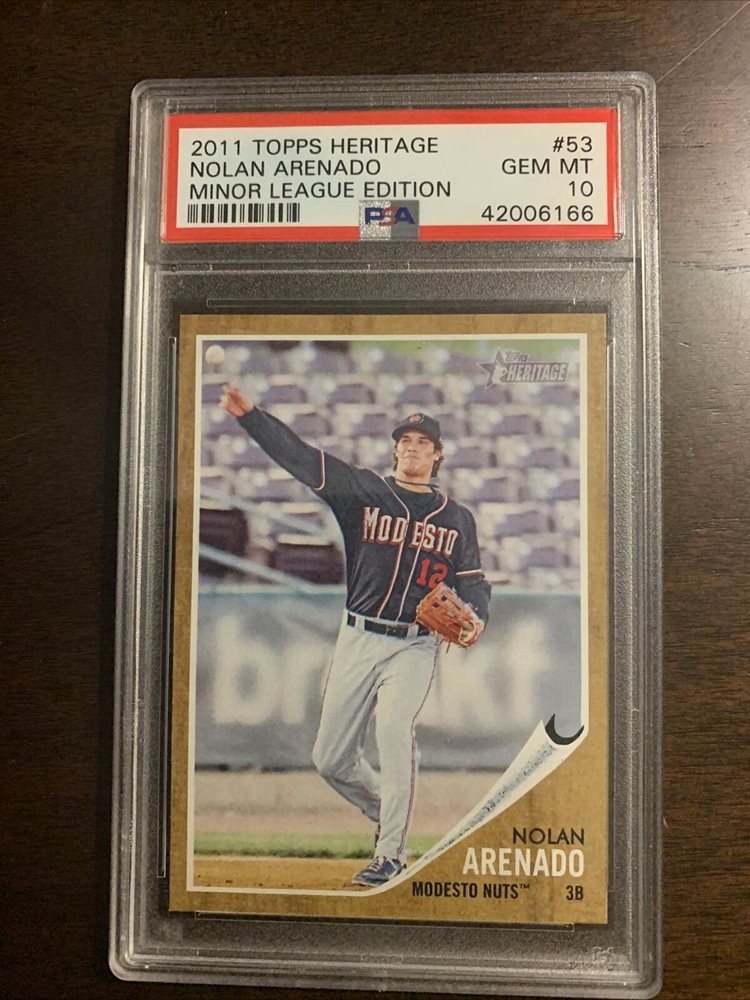 2011 TOPPS HERITAGE #53
NOLAN ARENADO GEM MT
MINOR LEAGUE EDITION 10
PSA 42006166
Topps
HERITAGE
MODESTO
12
NOLAN
ARENADO
MODESTO NUTS™ 3B